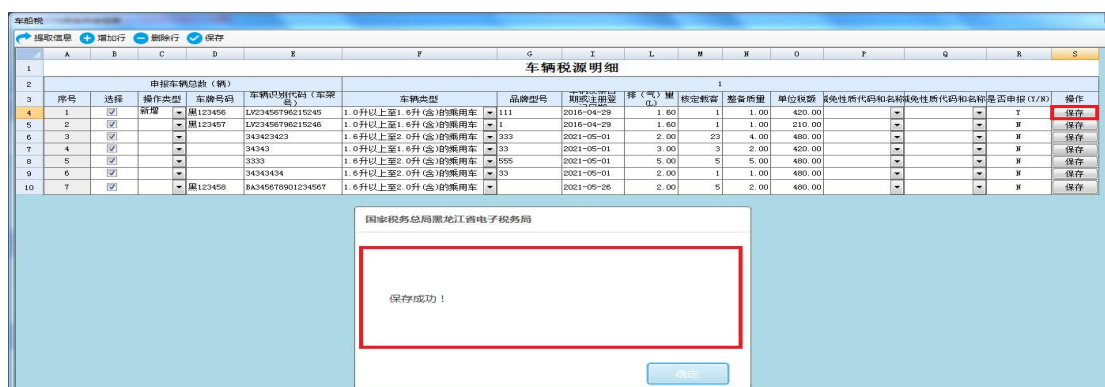 车船税
提取信息 增加行 删除行 保存
A B C D E F G I L M N O P Q R S
1 车辆税源明细
2 申报车辆总数（辆） 1
3 序号 选择 操作类型 车牌号码 车辆识别代码（车架号） 车辆类型 品牌型号 期或注册登 排（气）量(L) 核定载客 整备质量 单位税额 减免性质代码和名称 减免性质代码和名称 是否申报(Y/N) 操作
4 1 新增 黑123456 LV23456796215245 1.0升以上至1.6升(含)的乘用车 111 2016-04-29 1.60 1 1.00 420.00 Y 保存
5 2 黑123457 LV23456796215246 1.0升以上至1.6升(含)的乘用车 1 2016-04-29 1.60 1 1.00 210.00 N 保存
6 3 343423423 1.6升以上至2.0升(含)的乘用车 333 2021-05-01 2.00 23 4.00 480.00 N 保存
7 4 34343 1.0升以上至1.6升(含)的乘用车 33 2021-05-01 3.00 3 2.00 420.00 N 保存
8 5 3333 1.6升以上至2.0升(含)的乘用车 555 2021-05-01 5.00 5 5.00 480.00 N 保存
9 6 34343434 1.6升以上至2.0升(含)的乘用车 33 2021-05-01 2.00 1 1.00 480.00 N 保存
10 7 黑123458 BA345678901234567 1.6升以上至2.0升(含)的乘用车 2021-05-26 2.00 5 2.00 480.00 N 保存
国家税务总局黑龙江省电子税务局
保存成功！
确定